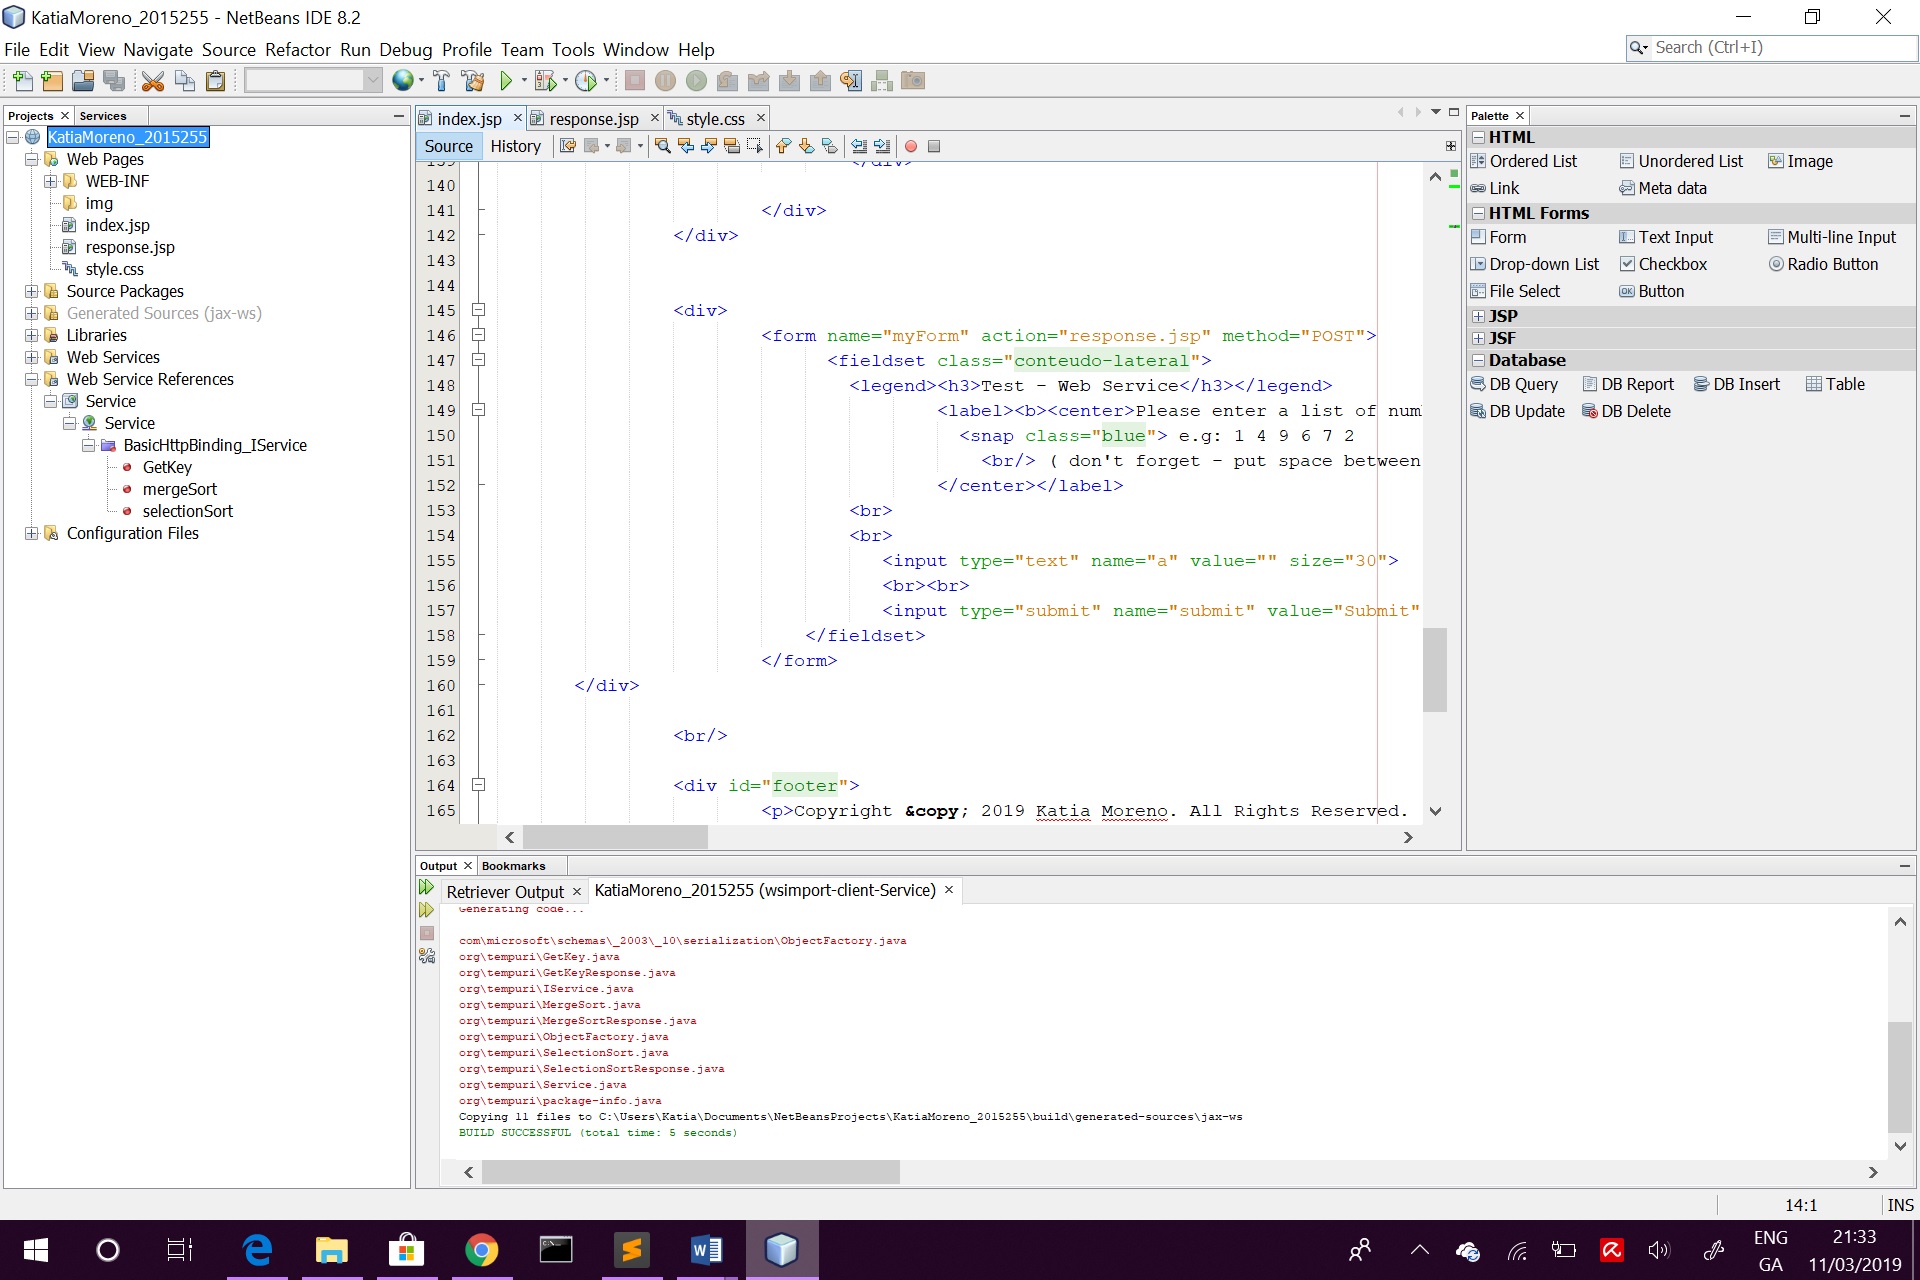 KatiaMoreno_2015255 - NetBeans IDE 8.2
File Edit View Navigate Source Refactor Run Debug Profile Team Tools Window Help
Search (Ctrl+I)
Projects
Services
KatiaMoreno_2015255
Web Pages
WEB-INF
img
index.jsp
response.jsp
style.css
Source Packages
Generated Sources (jax-ws)
Libraries
Web Services
Web Service References
Service
Service
BasicHttpBinding_IService
GetKey
mergeSort
selectionSort
Configuration Files
index.jsp
response.jsp
style.css
Source
History
139 </div>
140
141 </div>
142 </div>
143
144
145 <div>
146 <form name="myForm" action="response.jsp" method="POST">
147 <fieldset class="conteudo-lateral">
148 <legend><h3>Test - Web Service</h3></legend>
149 <label><b><center>Please enter a list of num
150 <snap class="blue"> e.g: 1 4 9 6 7 2
151 <br/> ( don't forget - put space between
152 </center></label>
153 <br>
154 <br>
155 <input type="text" name="a" value="" size="30">
156 <br><br>
157 <input type="submit" name="submit" value="Submit"
158 </fieldset>
159 </form>
160 </div>
161
162 <br/>
163
164 <div id="footer">
165 <p>Copyright &copy; 2019 Katia Moreno. All Rights Reserved.
Palette
HTML
Ordered List
Unordered List
Image
Link
Meta data
HTML Forms
Form
Text Input
Multi-line Input
Drop-down List
Checkbox
Radio Button
File Select
Button
JSP
JSF
Database
DB Query
DB Report
DB Insert
Table
DB Update
DB Delete
Output
Bookmarks
Retriever Output
KatiaMoreno_2015255 (wsimport-client-Service)
Generating code...
com\microsoft\schemas\_2003\_10\serialization\ObjectFactory.java
org\tempuri\GetKey.java
org\tempuri\GetKeyResponse.java
org\tempuri\IService.java
org\tempuri\MergeSort.java
org\tempuri\MergeSortResponse.java
org\tempuri\ObjectFactory.java
org\tempuri\SelectionSort.java
org\tempuri\SelectionSortResponse.java
org\tempuri\Service.java
org\tempuri\package-info.java
Copying 11 files to C:\Users\Katia\Documents\NetBeansProjects\KatiaMoreno_2015255\build\generated-sources\jax-ws
BUILD SUCCESSFUL (total time: 5 seconds)
14:1
INS
ENG
GA
21:33
11/03/2019